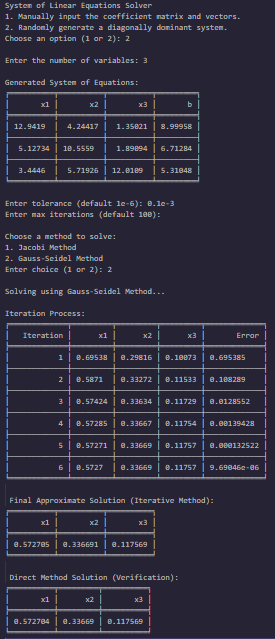 System of Linear Equations Solver
1. Manually input the coefficient matrix and vectors.
2. Randomly generate a diagonally dominant system.
Choose an option (1 or 2): 2
Enter the number of variables: 3
Generated System of Equations:
x1 x2 x3 b
12.9419 4.24417 1.35021 8.99958
5.12734 10.5559 1.89094 6.71284
3.4446 5.71926 12.0109 5.31048
Enter tolerance (default 1e-6): 0.1e-3
Enter max iterations (default 100):
Choose a method to solve:
1. Jacobi Method
2. Gauss-Seidel Method
Enter choice (1 or 2): 2
Solving using Gauss-Seidel Method...
Iteration Process:
Iteration x1 x2 x3 Error
1 0.69538 0.29816 0.10073 0.695385
2 0.5871 0.33272 0.11533 0.108289
3 0.57424 0.33634 0.11729 0.0128552
4 0.57285 0.33667 0.11754 0.00139428
5 0.57271 0.33669 0.11757 0.000132522
6 0.5727 0.33669 0.11757 9.69046e-06
Final Approximate Solution (Iterative Method):
x1 x2 x3
0.572705 0.336691 0.117569
Direct Method Solution (Verification):
x1 x2 x3
0.572704 0.33669 0.117569